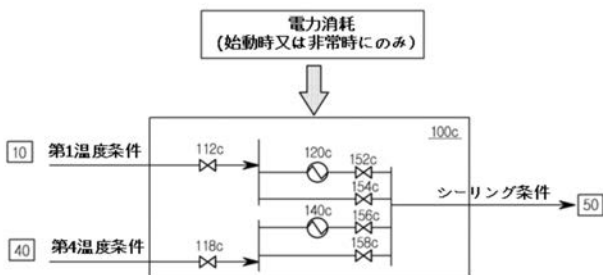 電力消耗
(始動時又は非常時にのみ)
100c
10 第1温度条件 112c
120c 152c
154c
シーリング条件 50
140c 156c
40 第4温度条件 118c
158c